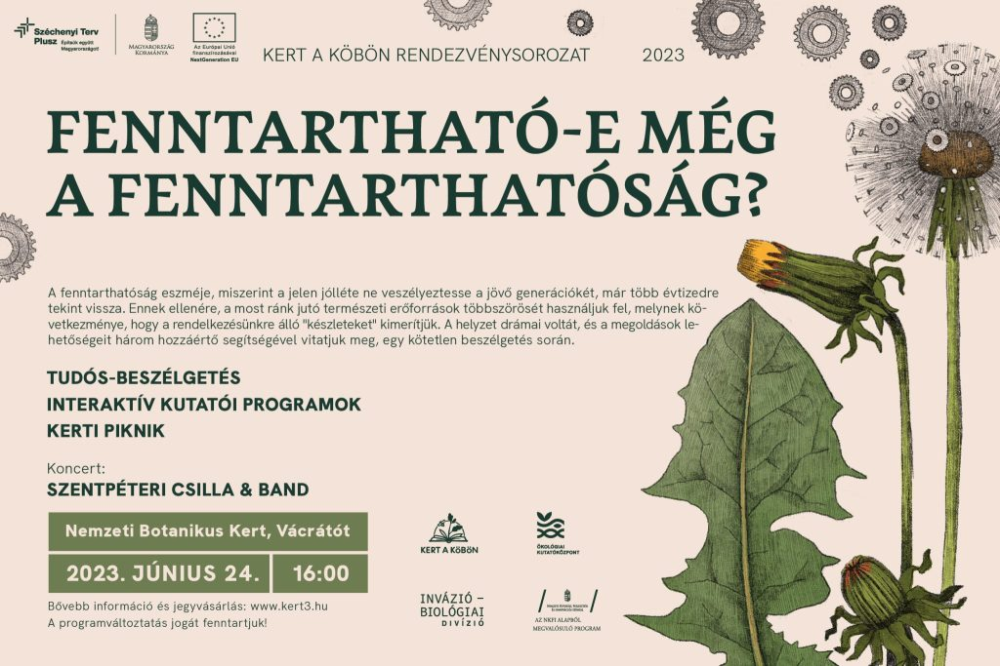 Széchenyi Terv
Plusz
Építsük együtt
Magyarországot!
MAGYARORSZÁG
KORMÁNYA
Az Európai Unió
finanszírozásával
NextGeneration EU
KERT A KÖBÖN RENDEZVÉNYSOROZAT 2023
FENNTARTHATÓ-E MÉG
A FENNTARTHATÓSÁG?
A fenntarthatóság eszméje, miszerint a jelen jólléte ne veszélyeztesse a jövő generációkét, már több évtizedre
tekint vissza. Ennek ellenére, a most ránk jutó természeti erőforrások többszörösét használjuk fel, melynek kö-
vetkezménye, hogy a rendelkezésünkre álló "készleteket" kimerítjük. A helyzet drámai voltát, és a megoldások le-
hetőségeit három hozzáértő segítségével vitatjuk meg, egy kötetlen beszélgetés során.
TUDÓS-BESZÉLGETÉS
INTERAKTÍV KUTATÓI PROGRAMOK
KERTI PIKNIK
Koncert:
SZENTPÉTERI CSILLA & BAND
Nemzeti Botanikus Kert, Vácrátót
2023. JÚNIUS 24. 16:00
Bővebb információ és jegyvásárlás: www.kert3.hu
A programváltoztatás jogát fenntartjuk!
KERT A KÖBÖN
ÖKOLÓGIAI
KUTATÓKÖZPONT
INVÁZIÓ –
BIOLÓGIAI
DIVÍZIÓ
AZ NKFI ALAPBÓL
MEGVALÓSULÓ PROGRAM